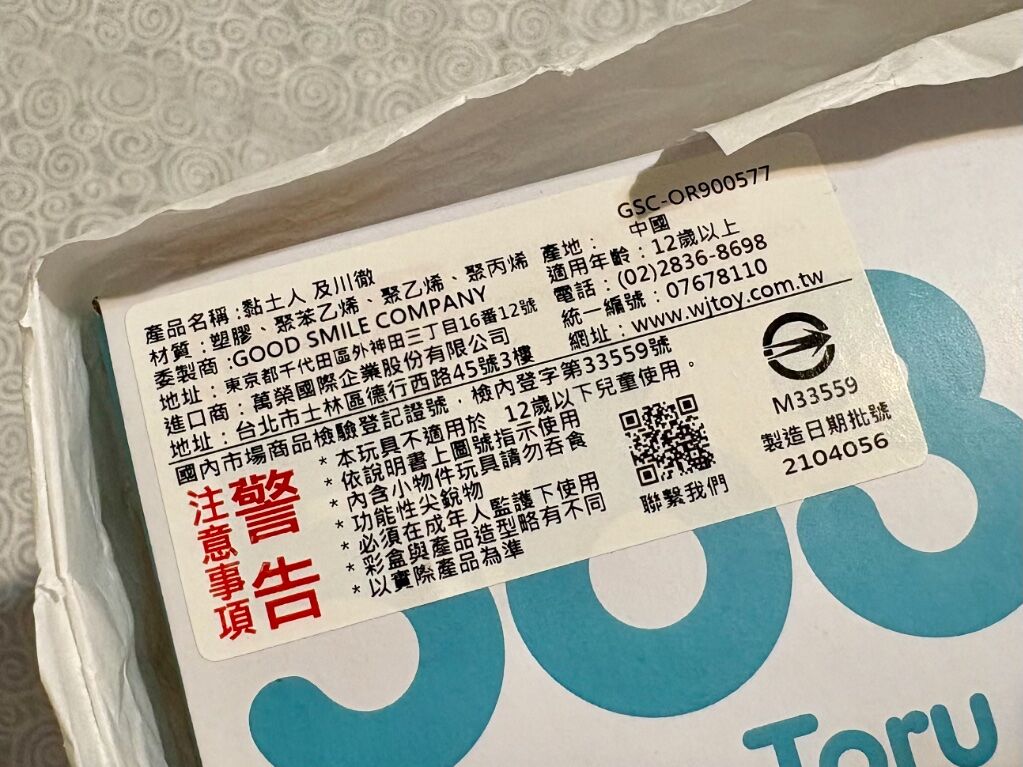 GSC-OR900577
產品名稱:黏土人 及川徹
產地: 中國
材質:塑膠、聚苯乙烯、聚乙烯、聚丙烯
適用年齡:12歲以上
委製商:GOOD SMILE COMPANY
電話:(02)2836-8698
地址:東京都千代田區外神田三丁目16番12號
統一編號:07678110
進口商:萬榮國際企業股份有限公司
網址:www.wjtoy.com.tw
地址:台北市士林區德行西路45號3樓
國內市場商品檢驗登記證號,檢內登字第33559號
警告
注意事項
* 本玩具不適用於 12歲以下兒童使用。
* 依說明書上圖號指示使用
* 內含小物件玩具請勿吞食
* 功能性尖銳物
* 必須在成年人監護下使用
* 彩盒與產品造型略有不同
* 以實際產品為準
聯繫我們
M33559
製造日期批號
2104056
Toru